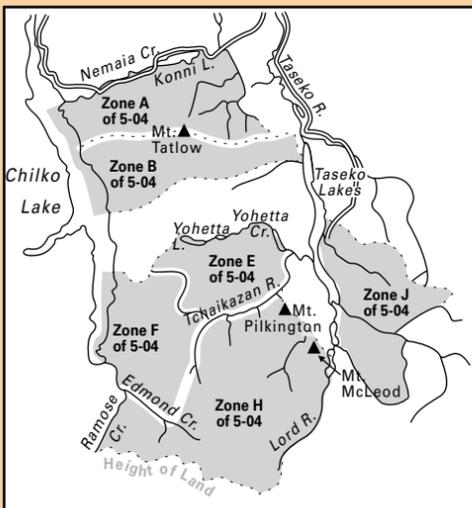 Nemaia Cr.
Konni L.
Taseko R.
Zone A
of 5-04
Mt.
Tatlow
Zone B
of 5-04
Chilko
Lake
Taseko
Lakes
Yohetta
L.
Yohetta
Cr.
Zone E
of 5-04
Tchaikazan R.
Zone J
of 5-04
Mt.
Pilkington
Zone F
of 5-04
Mt.
McLeod
Edmond Cr.
Ramose
Cr.
Zone H
of 5-04
Lord R.
Height of Land